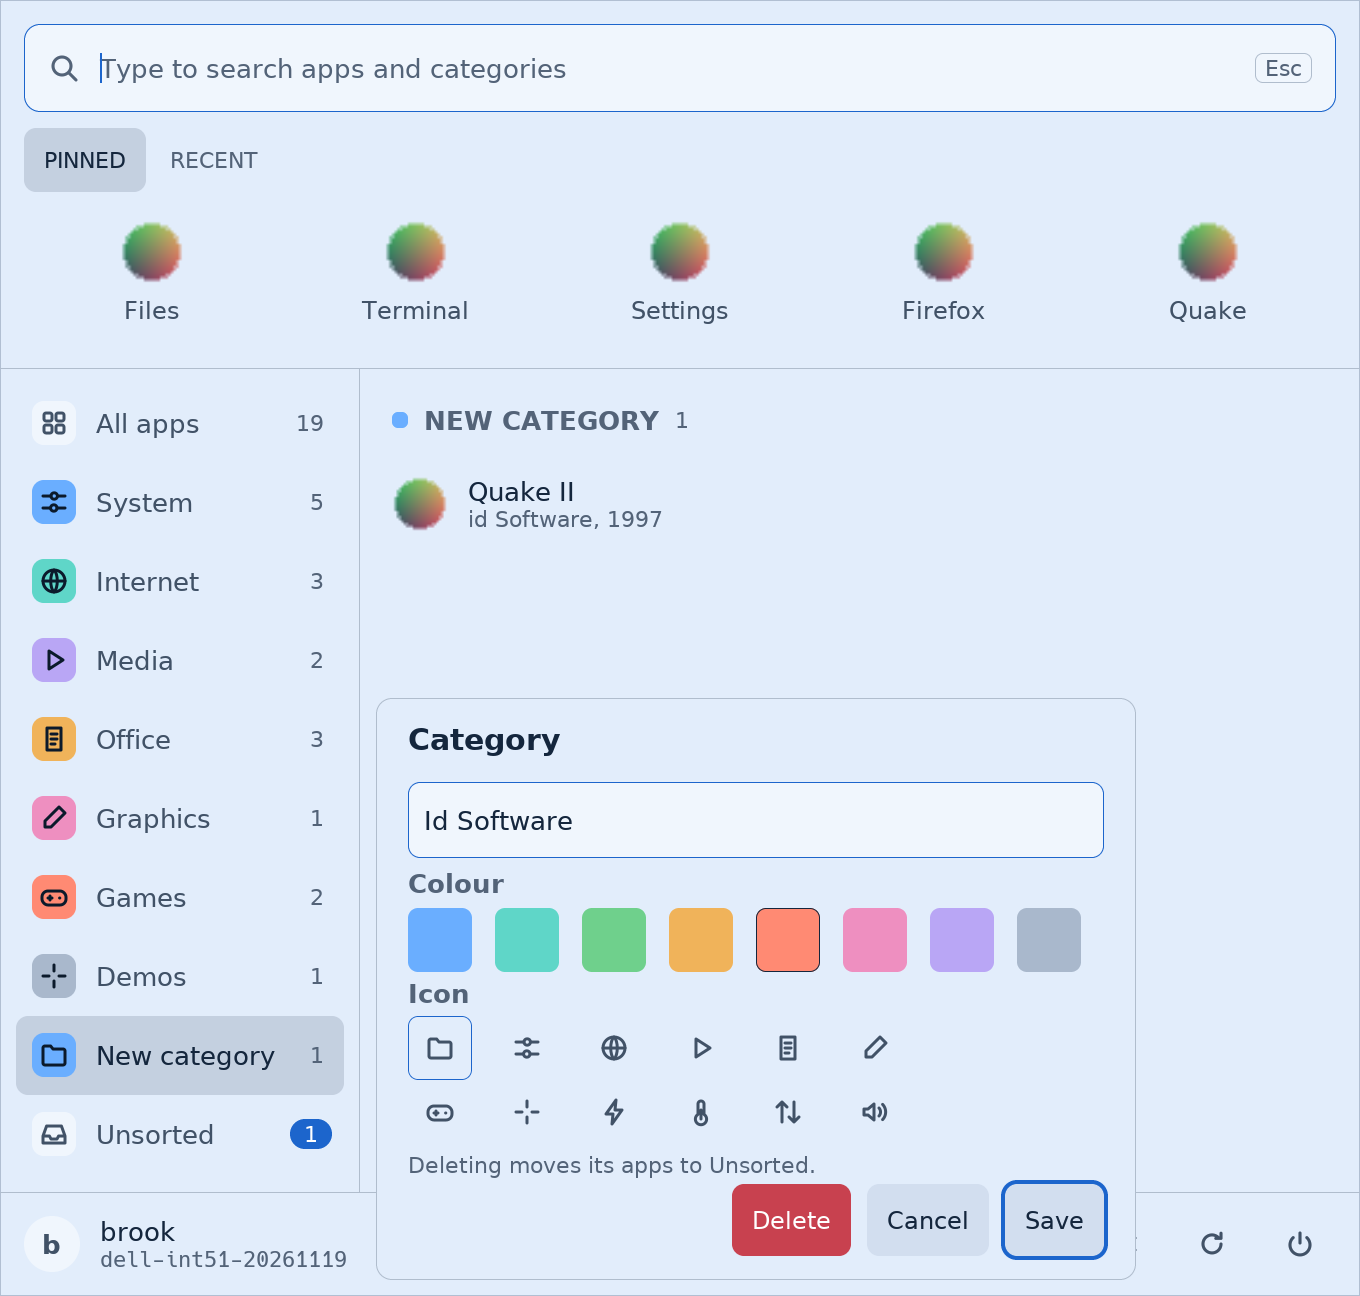 Type to search apps and categories
Esc
PINNED
RECENT
Files
Terminal
Settings
Firefox
Quake
All apps 19
System 5
Internet 3
Media 2
Office 3
Graphics 1
Games 2
Demos 1
New category 1
Unsorted 1
NEW CATEGORY 1
Quake II
id Software, 1997
Category
Id Software
Colour
Icon
Deleting moves its apps to Unsorted.
Delete
Cancel
Save
b
brook
dell-int51-20261119